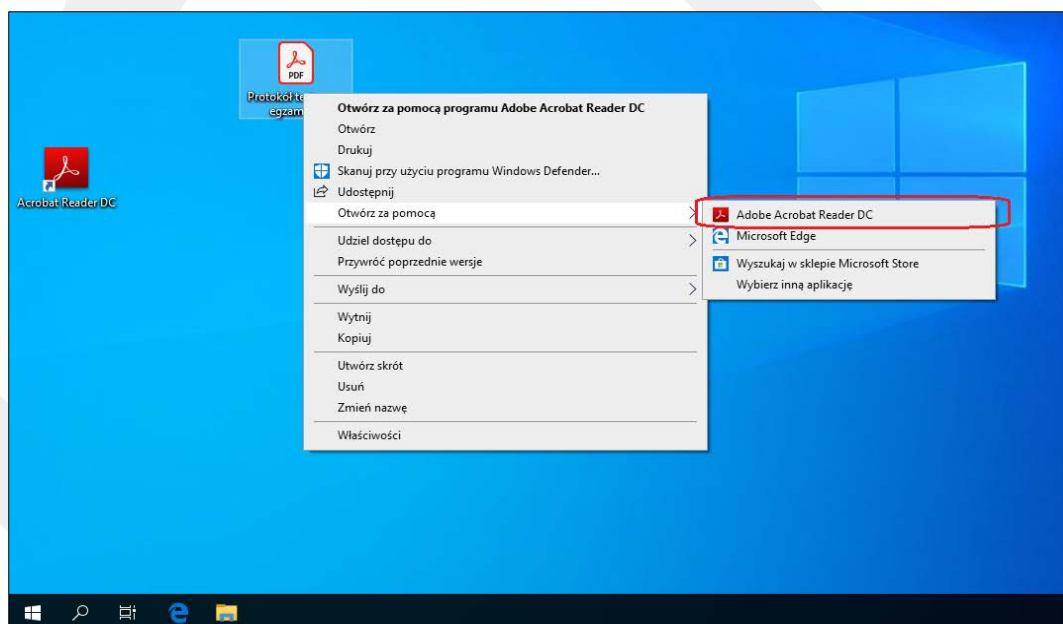 PDF
Protokół te
egzam
Acrobat Reader DC
Otwórz za pomocą programu Adobe Acrobat Reader DC
Otwórz
Drukuj
Skanuj przy użyciu programu Windows Defender...
Udostępnij
Otwórz za pomocą
Udziel dostępu do
Przywróć poprzednie wersje
Wyślij do
Wytnij
Kopiuj
Utwórz skrót
Usuń
Zmień nazwę
Właściwości
Adobe Acrobat Reader DC
Microsoft Edge
Wyszukaj w sklepie Microsoft Store
Wybierz inną aplikację